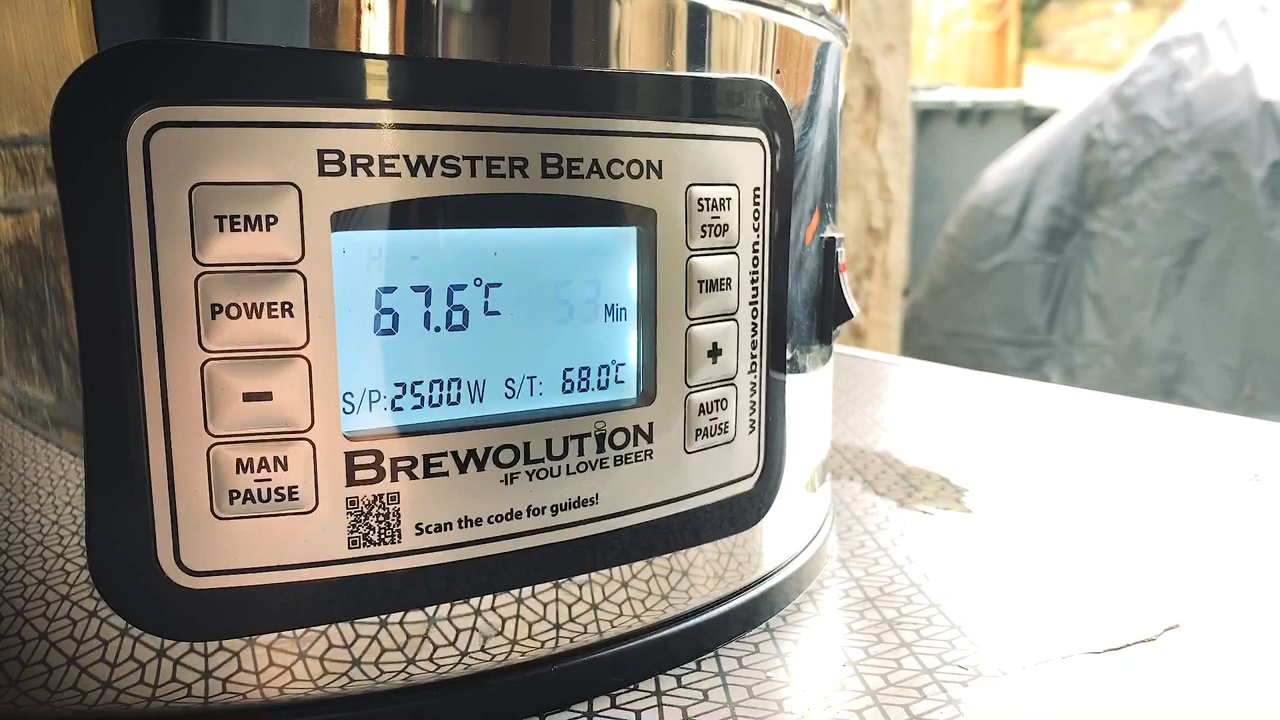 BREWSTER BEACON
TEMP
POWER
-
MAN
PAUSE
67.6°C
Min
S/P:2500W S/T: 68.0°C
START
STOP
TIMER
+
AUTO
PAUSE
www.brewolution.com
BREWOLUTION
-IF YOU LOVE BEER
Scan the code for guides!